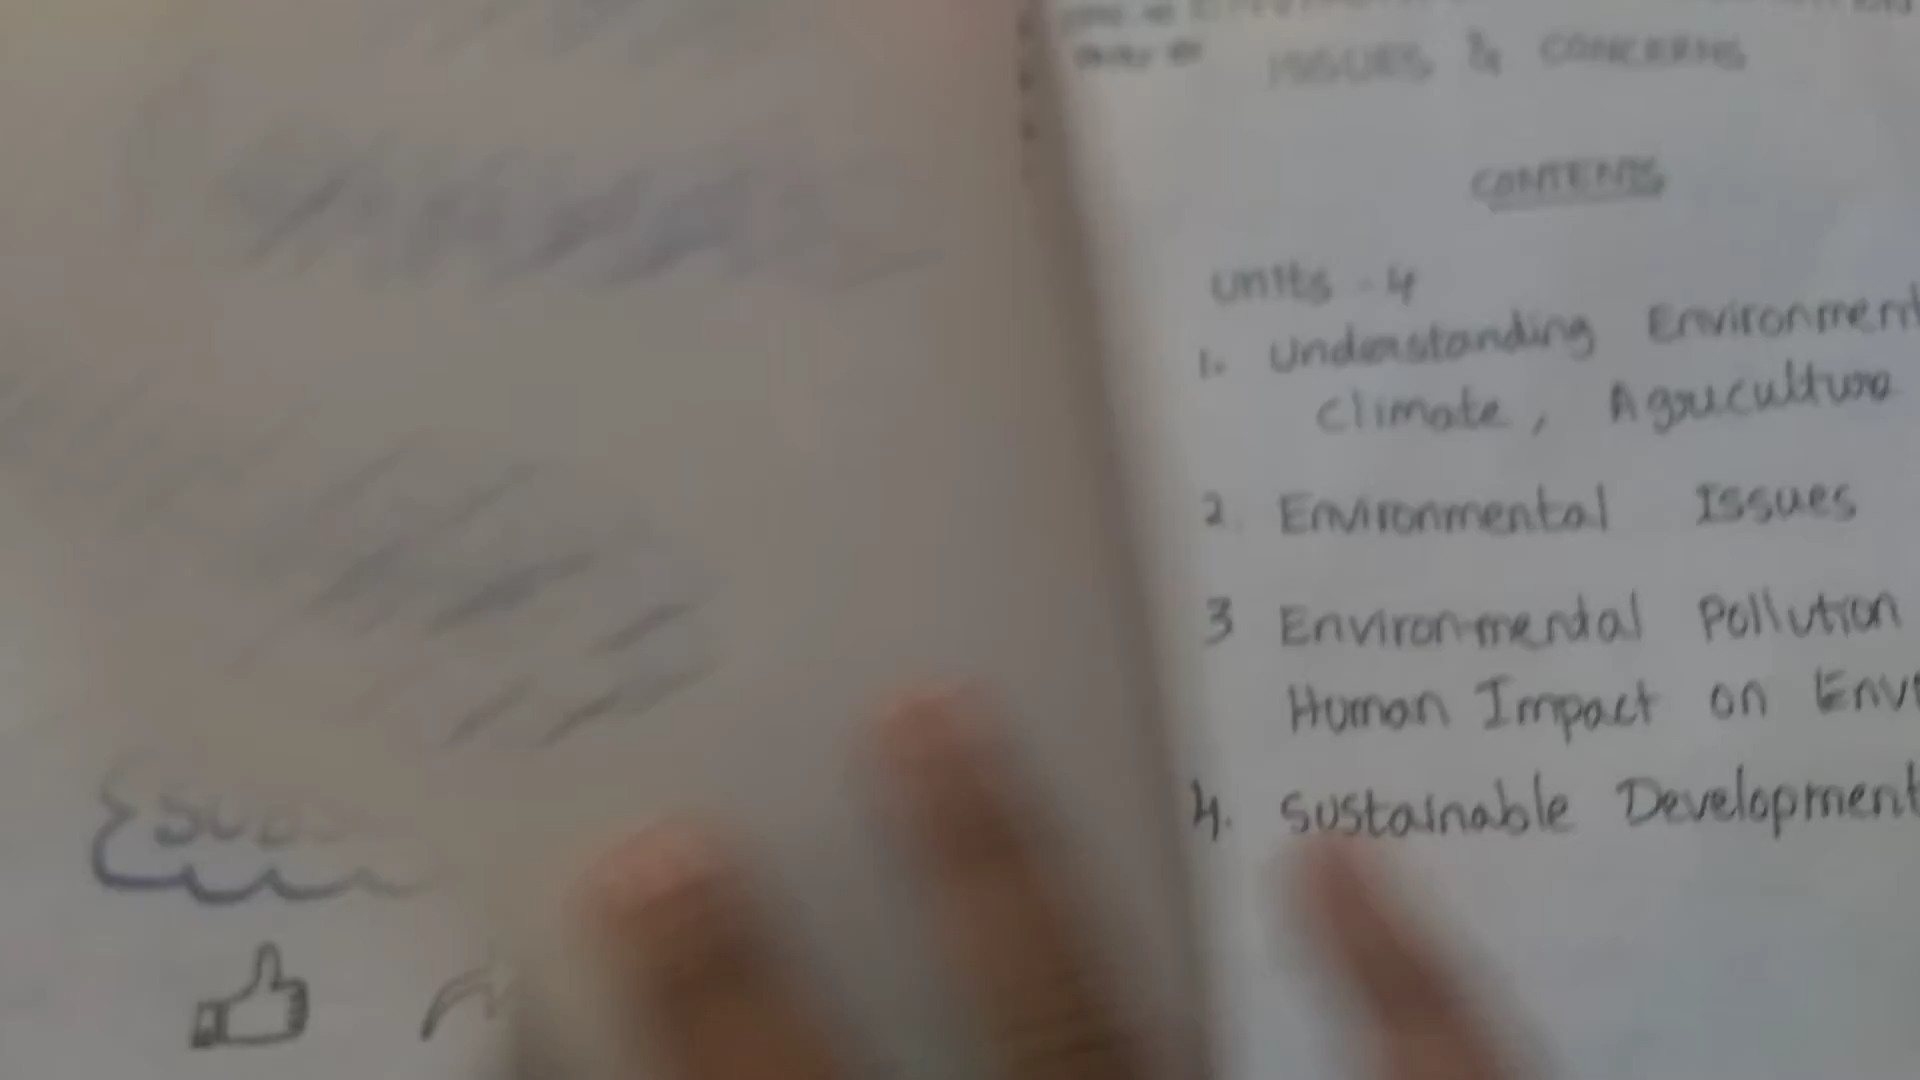 ISSUES & CONCERNS
CONTENTS
Units - 4
1. Understanding Environment
Climate, Agriculture
2. Environmental Issues
3 Environmental Pollution
Human Impact on Envi
4. Sustainable Development